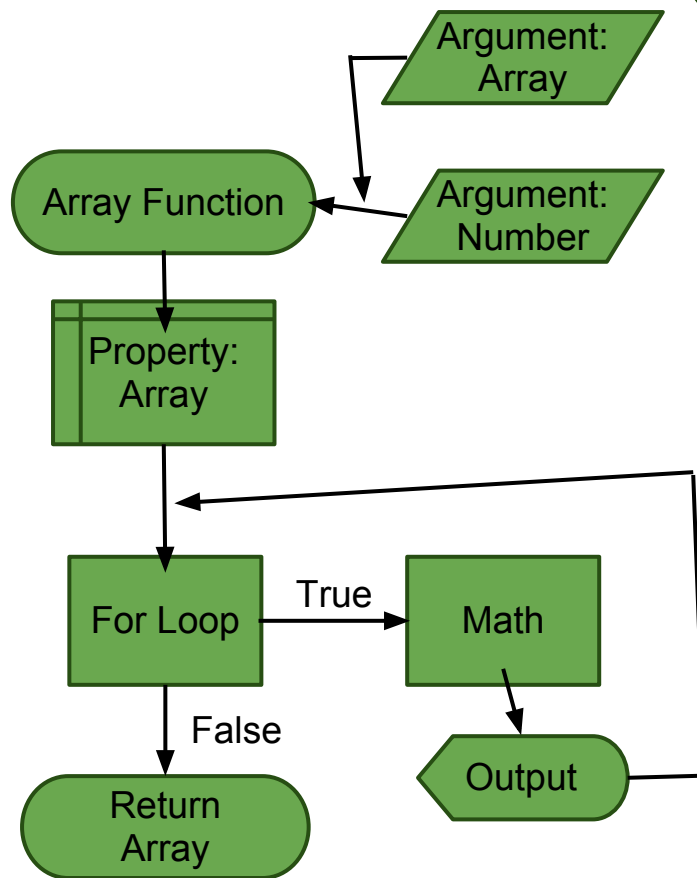 Argument:
Array
Array Function
Argument:
Number
Property:
Array
For Loop
True
Math
False
Output
Return
Array